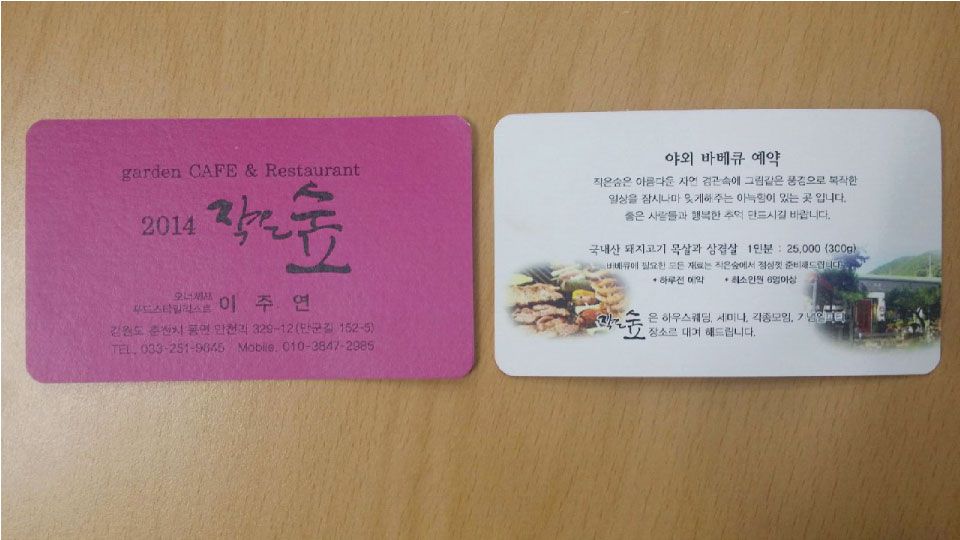 garden CAFE & Restaurant
2014 작은숲
오너쉐프
푸드스타일리스트 이 주 연
강원도 춘천시 동면 만천리 329-12(만군길 152-5)
TEL. 033-251-9645 Mobile. 010-3847-2985
야외 바베큐 예약
작은숲은 아름다운 자연 경관속에 그림같은 풍경으로 복작한
일상을 잠시나마 잊게해주는 아늑함이 있는 곳 입니다.
좋은 사람들과 행복한 추억 만드시길 바랍니다.
국내산 돼지고기 목살과 삼겹살 1인분 : 25,000 (300g)
바베큐에 필요한 모든 재료는 작은숲에서 정성껏 준비해드립니다.
* 하루전 예약 * 최소인원 6명이상
작은숲은 하우스웨딩, 세미나, 각종모임, 기념일파티
장소로 대여 해드립니다.